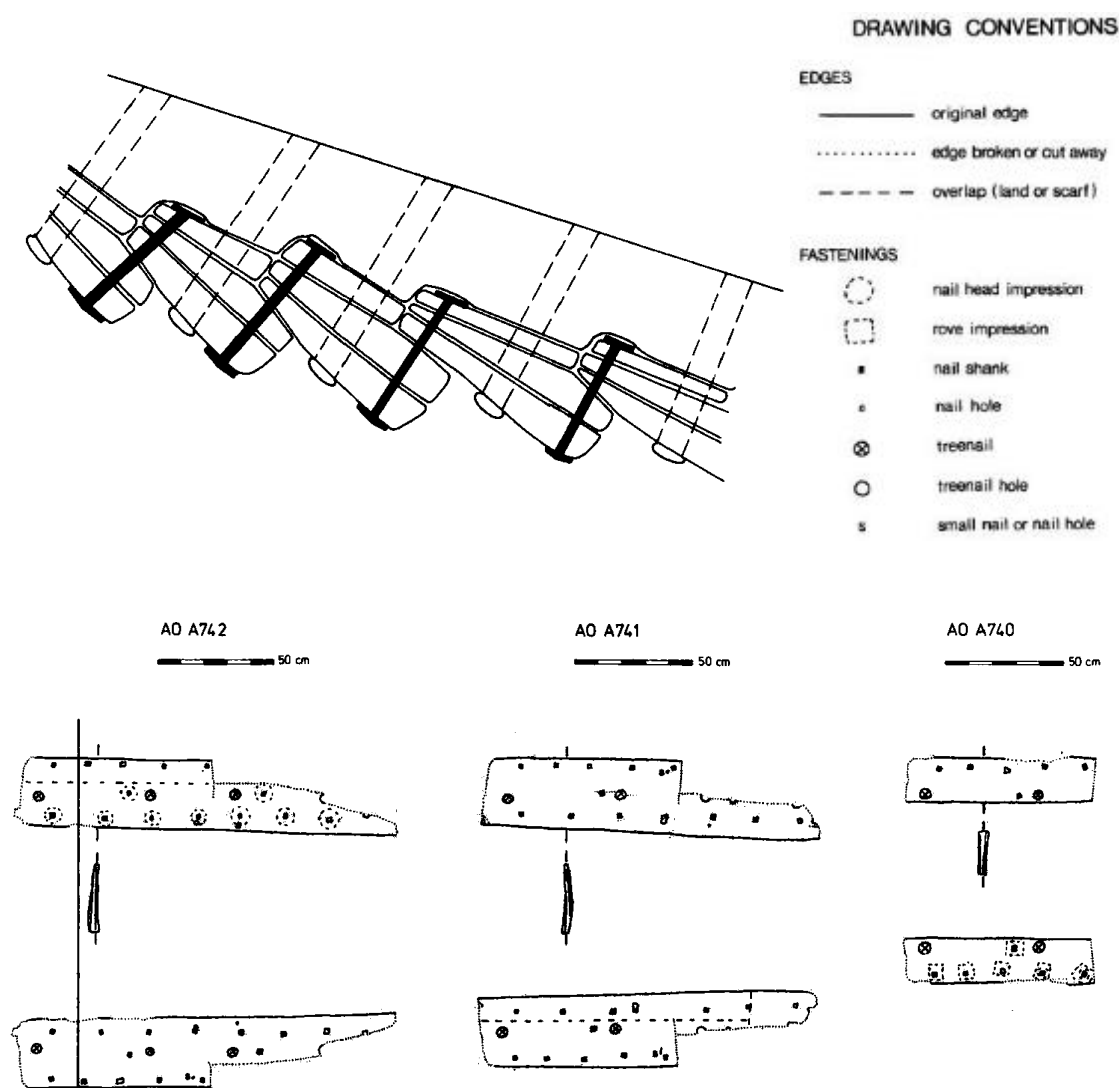 DRAWING CONVENTIONS
EDGES
original edge
edge broken or cut away
overlap (land or scarf)
FASTENINGS
nail head impression
rove impression
nail shank
nail hole
treenail
treenail hole
s small nail or nail hole
AO A742
50 cm
AO A741
50 cm
AO A740
50 cm